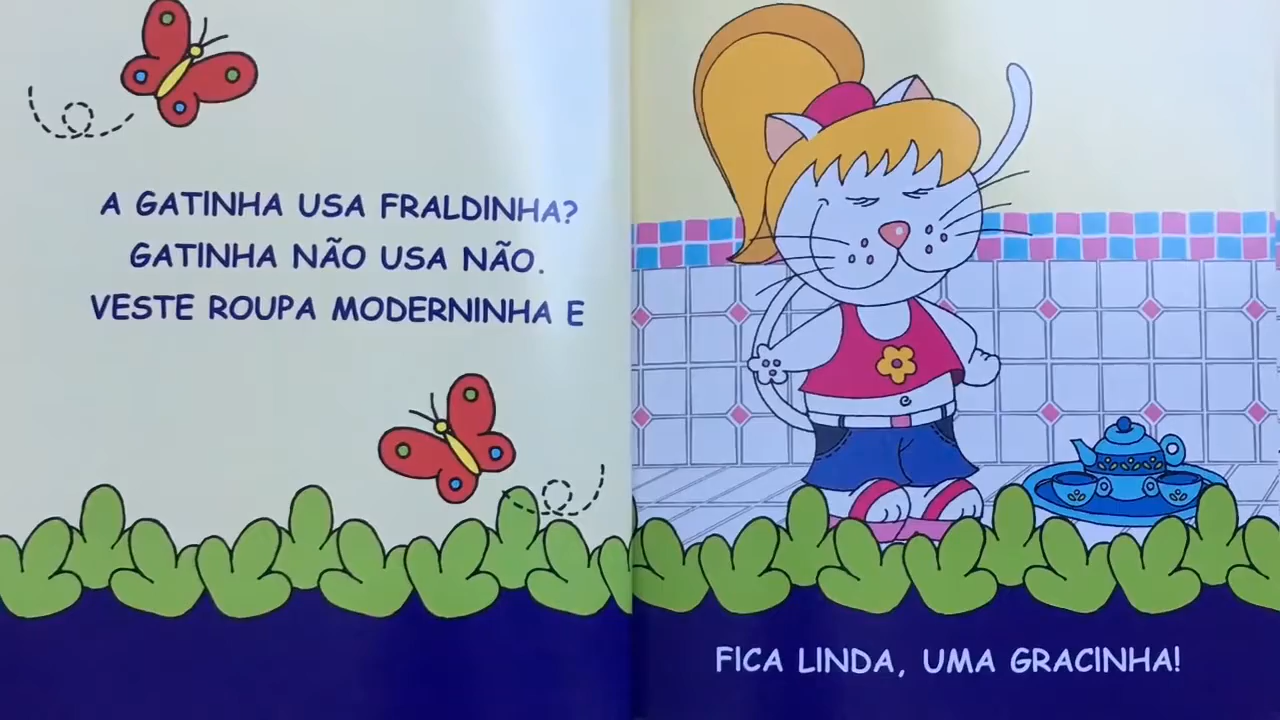 A GATINHA USA FRALDINHA?
GATINHA NÃO USA NÃO.
VESTE ROUPA MODERNINHA E
FICA LINDA, UMA GRACINHA!